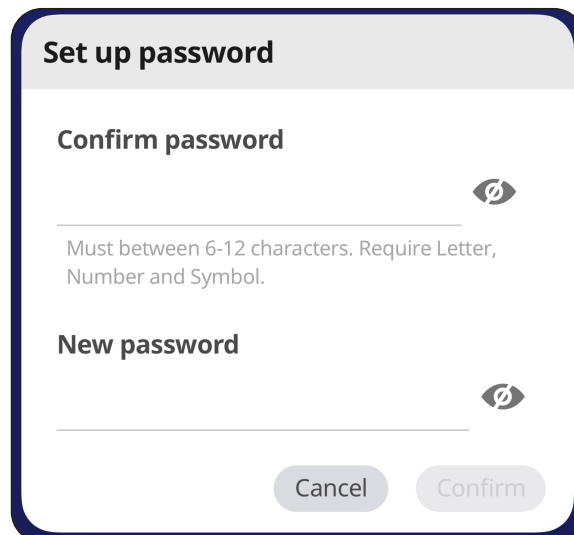 Set up password
Confirm password
Must between 6-12 characters. Require Letter,
Number and Symbol.
New password
Cancel
Confirm